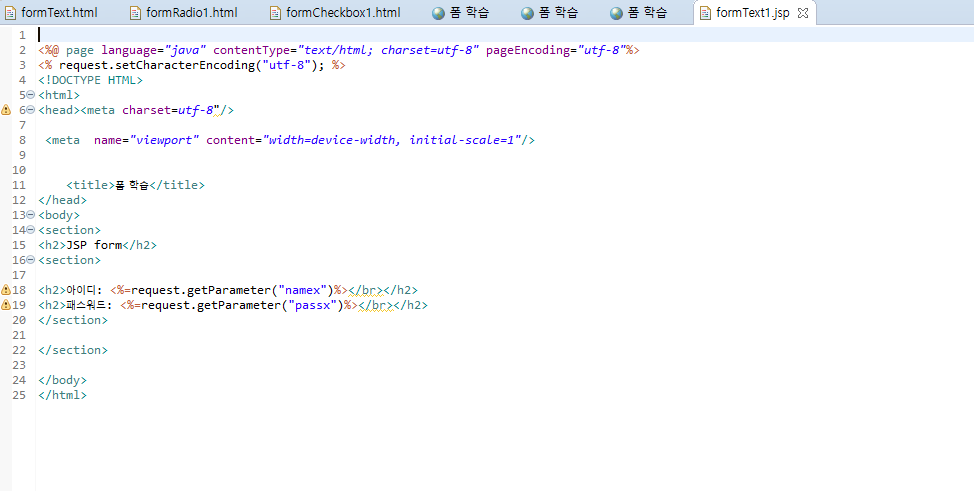 formText.html formRadio1.html formCheckbox1.html 폼 학습 폼 학습 폼 학습 formText1.jsp
1
2 <%@ page language="java" contentType="text/html; charset=utf-8" pageEncoding="utf-8"%>
3 <% request.setCharacterEncoding("utf-8"); %>
4 <!DOCTYPE HTML>
5 <html>
6 <head><meta charset=utf-8"/>
7
8 <meta  name="viewport" content="width=device-width, initial-scale=1"/>
9
10
11 <title>폼 학습</title>
12 </head>
13 <body>
14 <section>
15 <h2>JSP form</h2>
16 <section>
17
18 <h2>아이디: <%=request.getParameter("namex")%></br></h2>
19 <h2>패스워드: <%=request.getParameter("passx")%></br></h2>
20 </section>
21
22 </section>
23
24 </body>
25 </html>